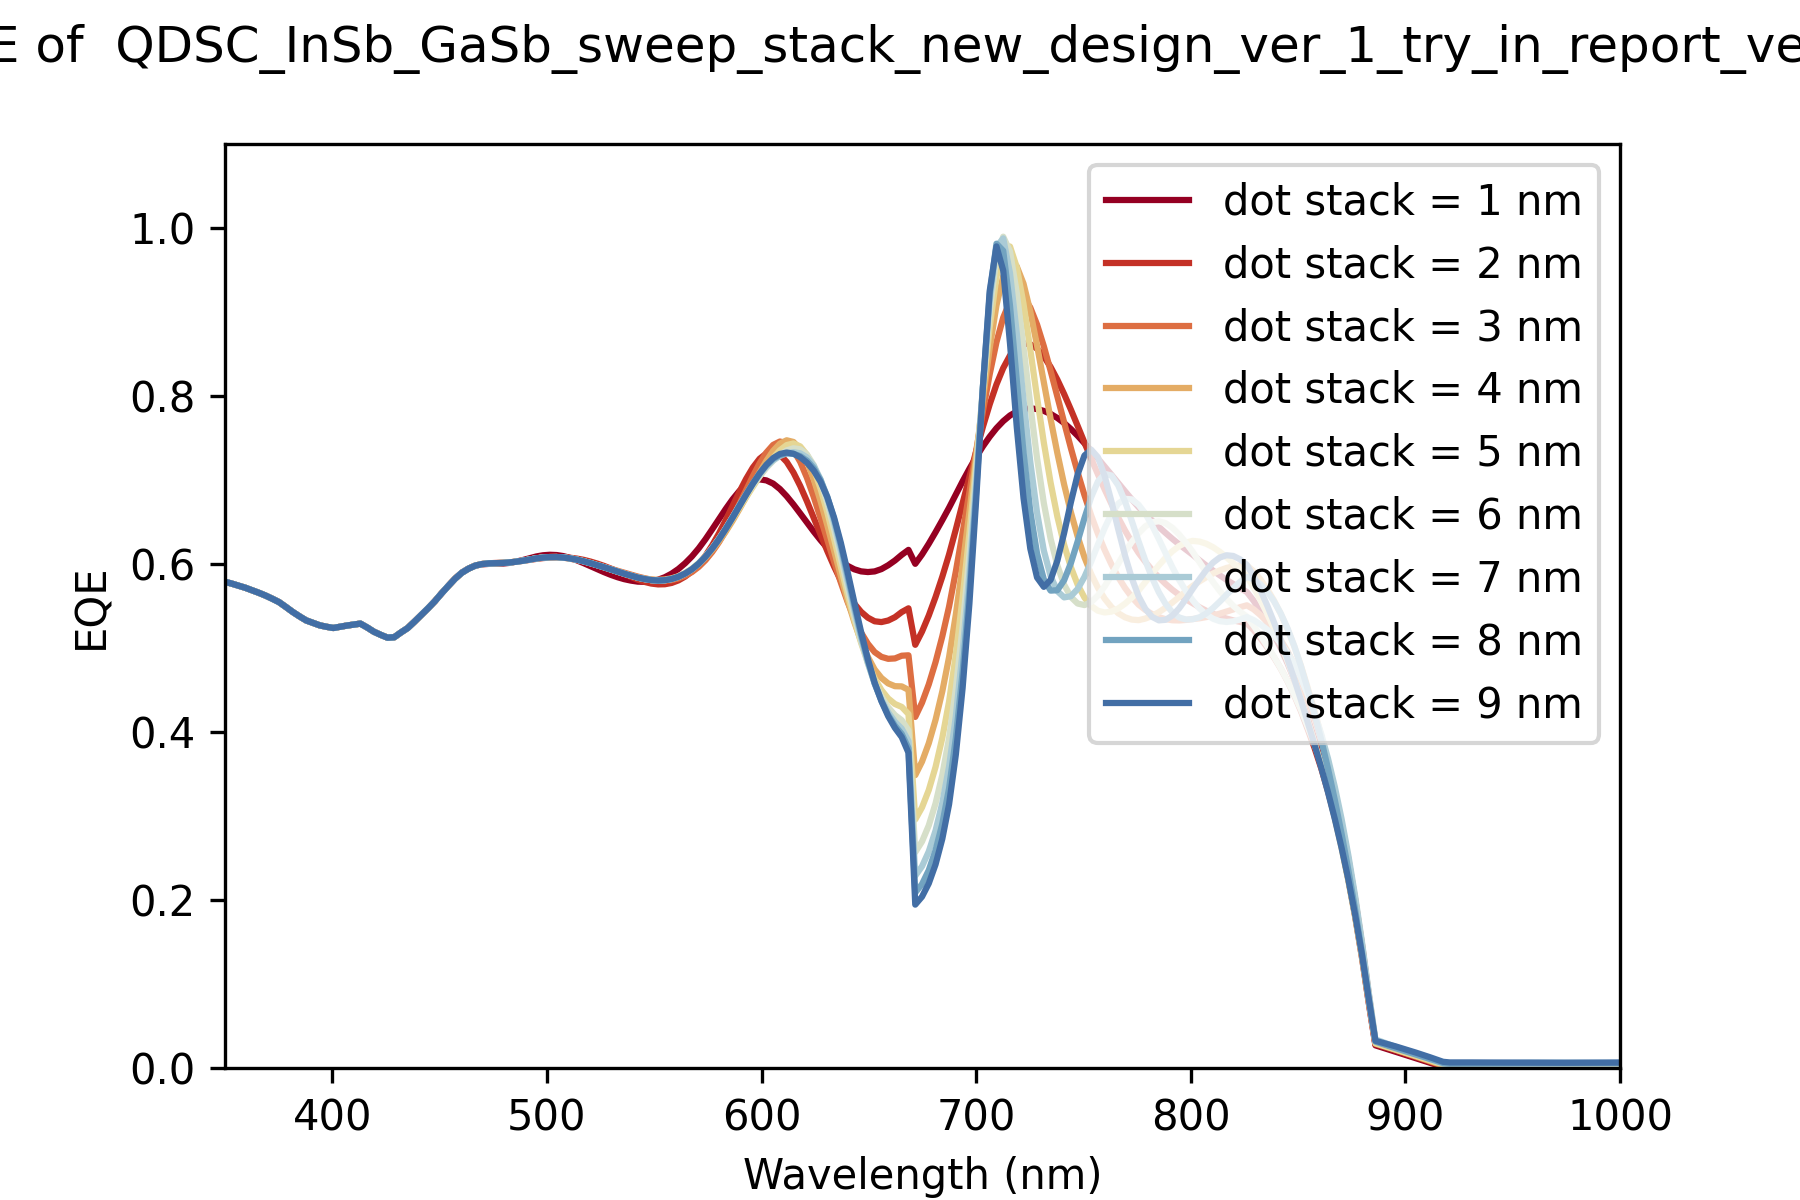 E of QDSC_InSb_GaSb_sweep_stack_new_design_ver_1_try_in_report_ve
dot stack = 1 nm
dot stack = 2 nm
dot stack = 3 nm
dot stack = 4 nm
dot stack = 5 nm
dot stack = 6 nm
dot stack = 7 nm
dot stack = 8 nm
dot stack = 9 nm
1.0
0.8
0.6
0.4
0.2
0.0
EQE
400 500 600 700 800 900 1000
Wavelength (nm)